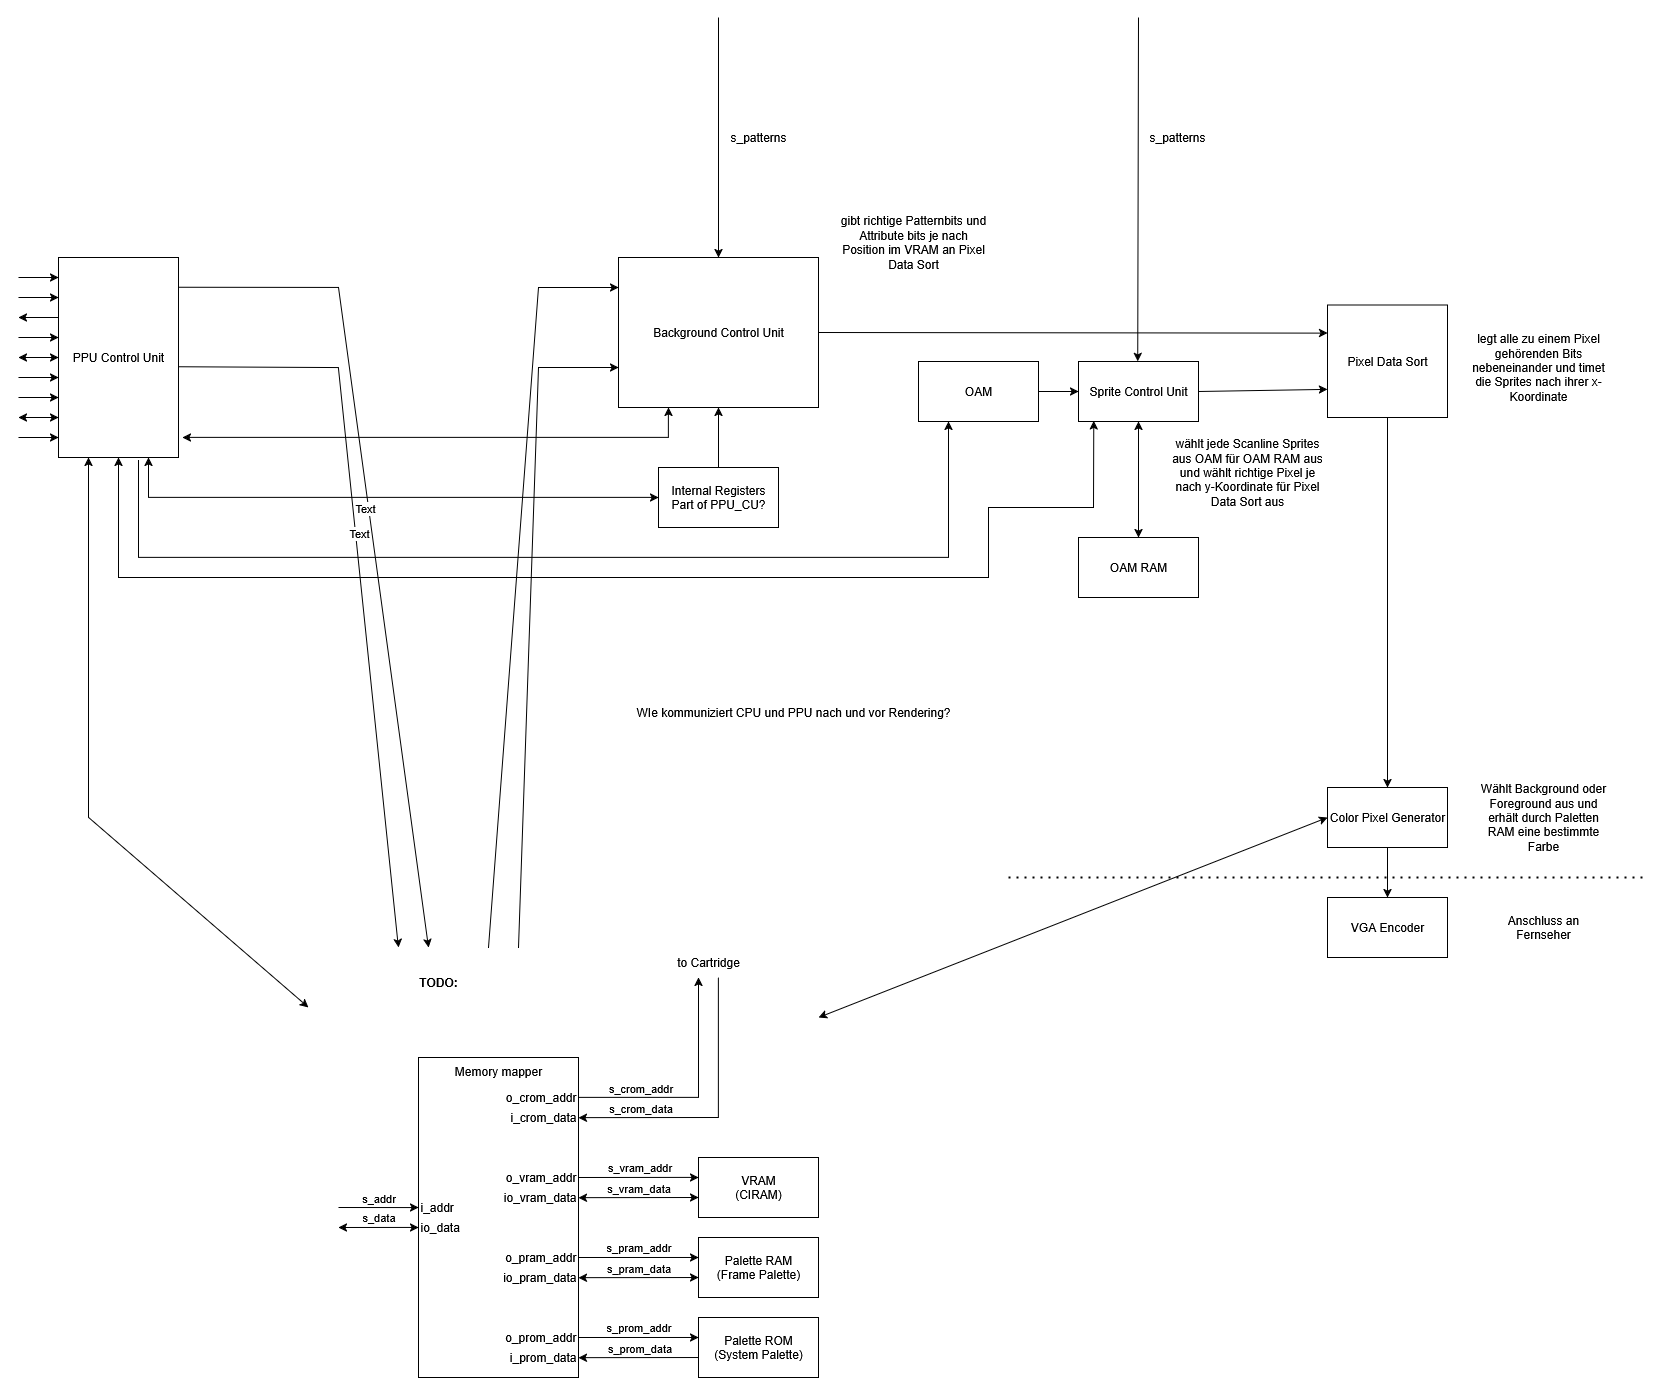 s_patterns
s_patterns
gibt richtige Patternbits und
Attribute bits je nach
Position im VRAM an Pixel
Data Sort
PPU Control Unit
Background Control Unit
OAM
Sprite Control Unit
Pixel Data Sort
legt alle zu einem Pixel
gehörenden Bits
nebeneinander und timet
die Sprites nach ihrer x-
Koordinate
wählt jede Scanline Sprites
aus OAM für OAM RAM aus
und wählt richtige Pixel je
nach y-Koordinate für Pixel
Data Sort aus
Internal Registers
Part of PPU_CU?
Text
Text
OAM RAM
WIe kommuniziert CPU und PPU nach und vor Rendering?
Color Pixel Generator
Wählt Background oder
Foreground aus und
erhält durch Paletten
RAM eine bestimmte
Farbe
VGA Encoder
Anschluss an
Fernseher
to Cartridge
TODO:
Memory mapper
o_crom_addr
s_crom_addr
i_crom_data
s_crom_data
o_vram_addr
s_vram_addr
io_vram_data
s_vram_data
VRAM
(CIRAM)
s_addr
i_addr
s_data
io_data
o_pram_addr
s_pram_addr
io_pram_data
s_pram_data
Palette RAM
(Frame Palette)
o_prom_addr
s_prom_addr
i_prom_data
s_prom_data
Palette ROM
(System Palette)